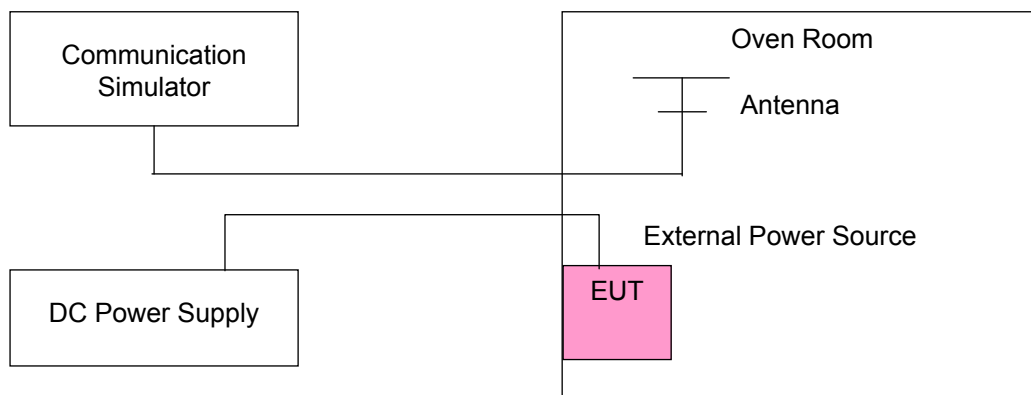 Communication
Simulator
Oven Room
Antenna
External Power Source
DC Power Supply
EUT